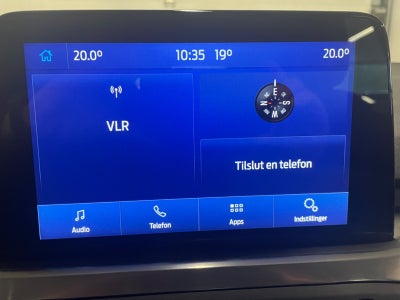 20.0° 10:35 19° 20.0°
VLR
E
N S
W
Tilslut en telefon
Audio Telefon Apps Indstillinger